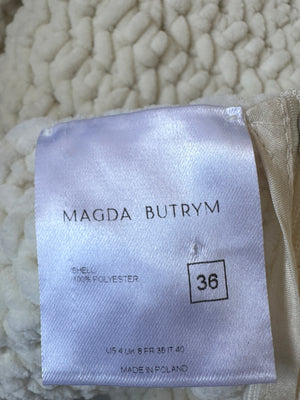 MAGDA BUTRYM
SHELL
100% POLYESTER
36
US 4 UK 8 FR 36 IT 40
MADE IN POLAND